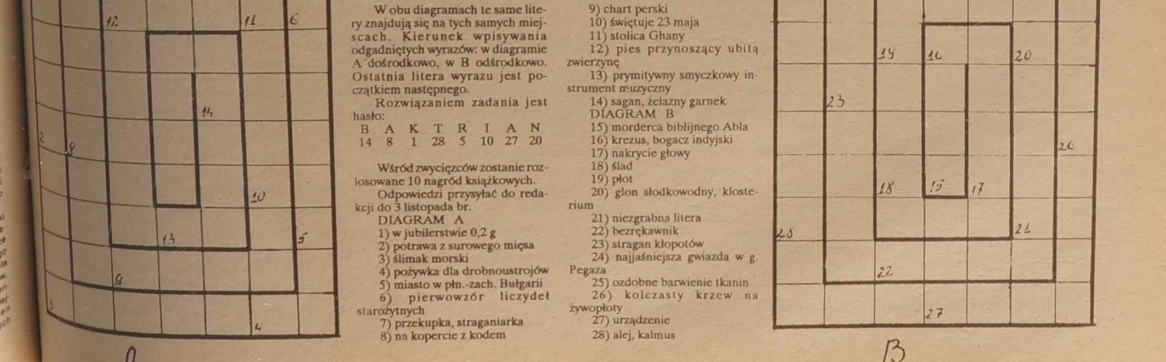 12
11
6
14
2
8
10
13
5
9
3
4
A
W obu diagramach te same lite-
ry znajdują się na tych samych miej-
scach. Kierunek wpisywania
odgadniętych wyrazów: w diagramie
A dośrodkowo, w B odśrodkowo.
Ostatnia litera wyrazu jest po-
czątkiem następnego.
Rozwiązaniem zadania jest
hasło:
B A K T R I A N
14 8 1 28 5 10 27 20
Wśród zwycięzców zostanie roz-
losowane 10 nagród książkowych.
Odpowiedzi przysyłać do reda-
kcji do 3 listopada br.
DIAGRAM A
1) w jubilerstwie 0,2 g
2) potrawa z surowego mięsa
3) ślimak morski
4) pożywka dla drobnoustrojów
5) miasto w płn.-zach. Bułgarii
6) pierwowzór liczydeł
starożytnych
7) przekupka, straganiarka
8) na kopercie z kodem
9) chart perski
10) świętuje 23 maja
11) stolica Ghany
12) pies przynoszący ubitą
zwierzynę
13) prymitywny smyczkowy in-
strument muzyczny
14) sagan, żelazny garnek
DIAGRAM B
15) morderca biblijnego Abla
16) krezus, bogacz indyjski
17) nakrycie głowy
18) ślad
19) płot
20) glon słodkowodny, kloste-
rium
21) niezgrabna litera
22) bezrękawnik
23) stragan kłopotów
24) najjaśniejsza gwiazda w g.
Pegaza
25) ozdobne barwienie tkanin
26) kolczasty krzew na
żywopłoty
27) urządzenie
28) alej, kalmus
19
16
20
23
26
18
15
17
21
22
27
B